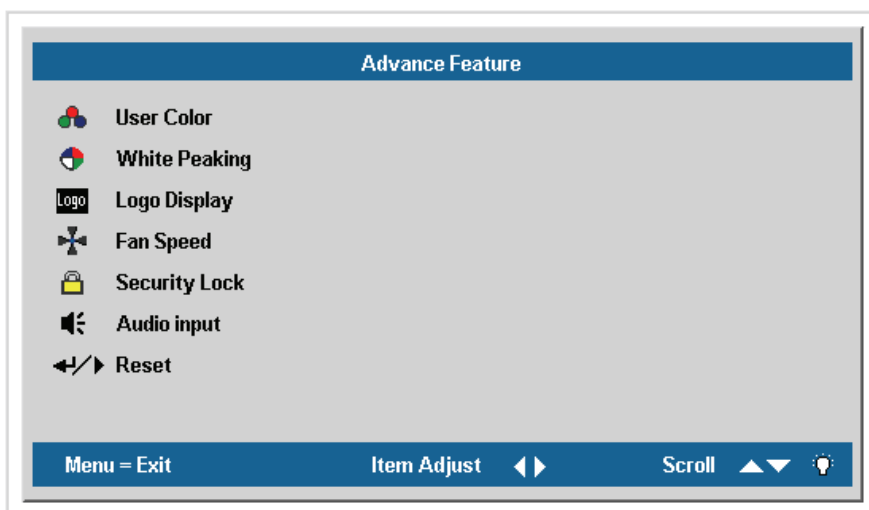 Advance Feature
User Color
White Peaking
Logo Logo Display
Fan Speed
Security Lock
Audio input
Reset
Menu = Exit Item Adjust Scroll